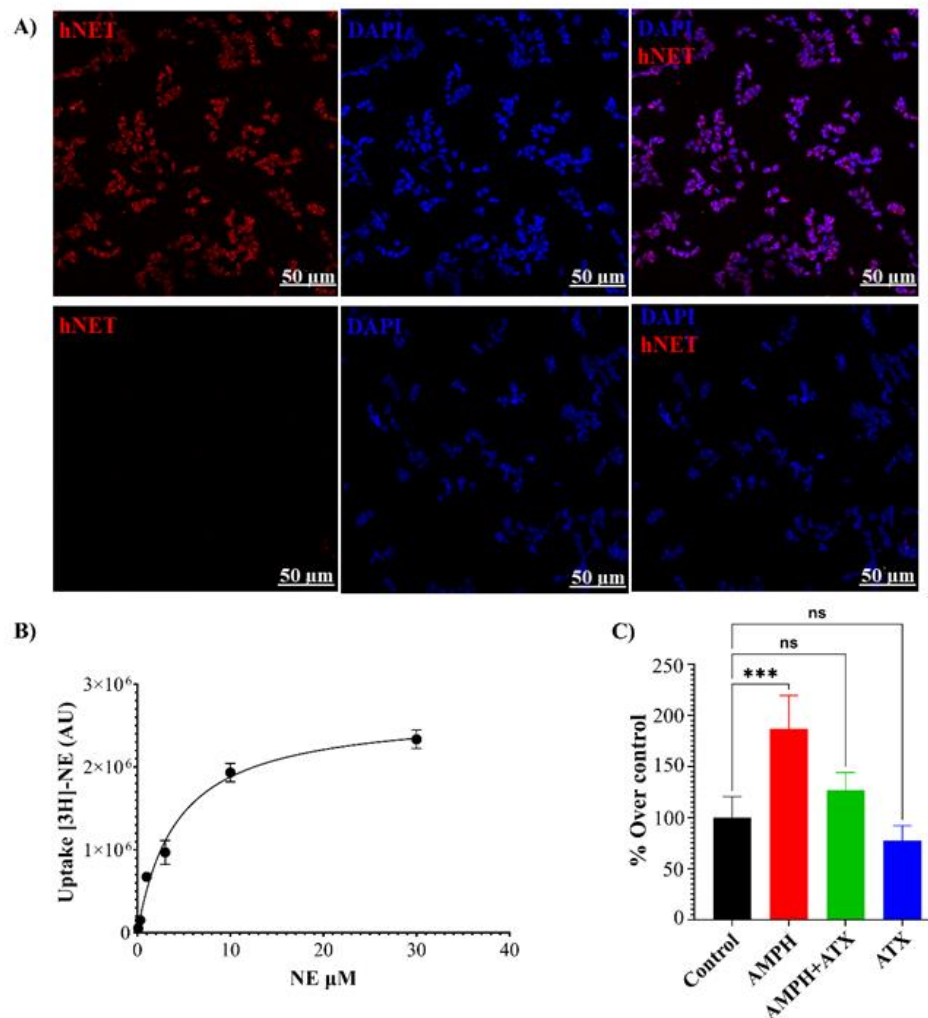 A)
hNET
DAPI
DAPI
hNET
50 µm
50 µm
50 µm
hNET
DAPI
DAPI
hNET
50 µm
50 µm
50 µm
B)
Uptake [3H]-NE (AU)
3×10⁶
2×10⁶
1×10⁶
0
0
10
20
30
40
NE µM
C)
ns
ns
***
% Over control
250
200
150
100
50
0
Control
AMPH
AMPH+ATX
ATX